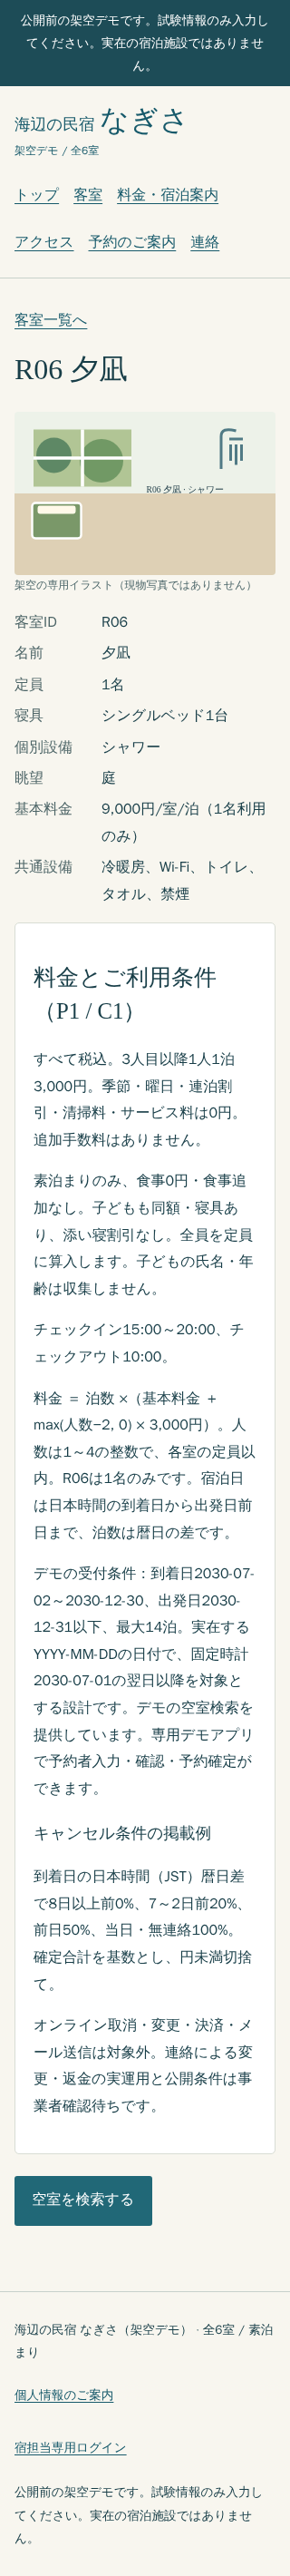 公開前の架空デモです。試験情報のみ入力し
てください。実在の宿泊施設ではありませ
ん。
海辺の民宿 なぎさ
架空デモ / 全6室
トップ 客室 料金・宿泊案内
アクセス 予約のご案内 連絡
客室一覧へ
R06 夕凪
R06 夕凪 · シャワー
架空の専用イラスト（現物写真ではありません）
客室ID R06
名前 夕凪
定員 1名
寝具 シングルベッド1台
個別設備 シャワー
眺望 庭
基本料金 9,000円/室/泊（1名利用
のみ）
共通設備 冷暖房、Wi-Fi、トイレ、
タオル、禁煙
料金とご利用条件
（P1 / C1）
すべて税込。3人目以降1人1泊
3,000円。季節・曜日・連泊割
引・清掃料・サービス料は0円。
追加手数料はありません。
素泊まりのみ、食事0円・食事追
加なし。子どもも同額・寝具あ
り、添い寝割引なし。全員を定員
に算入します。子どもの氏名・年
齢は収集しません。
チェックイン15:00～20:00、チ
ェックアウト10:00。
料金 ＝ 泊数 ×（基本料金 ＋
max(人数−2, 0) × 3,000円）。人
数は1～4の整数で、各室の定員以
内。R06は1名のみです。宿泊日
は日本時間の到着日から出発日前
日まで、泊数は暦日の差です。
デモの受付条件：到着日2030-07-
02～2030-12-30、出発日2030-
12-31以下、最大14泊。実在する
YYYY-MM-DDの日付で、固定時計
2030-07-01の翌日以降を対象と
する設計です。デモの空室検索を
提供しています。専用デモアプリ
で予約者入力・確認・予約確定が
できます。
キャンセル条件の掲載例
到着日の日本時間（JST）暦日差
で8日以上前0%、7～2日前20%、
前日50%、当日・無連絡100%。
確定合計を基数とし、円未満切捨
て。
オンライン取消・変更・決済・メ
ール送信は対象外。連絡による変
更・返金の実運用と公開条件は事
業者確認待ちです。
空室を検索する
海辺の民宿 なぎさ（架空デモ） · 全6室 / 素泊
まり
個人情報のご案内
宿担当専用ログイン
公開前の架空デモです。試験情報のみ入力し
てください。実在の宿泊施設ではありませ
ん。